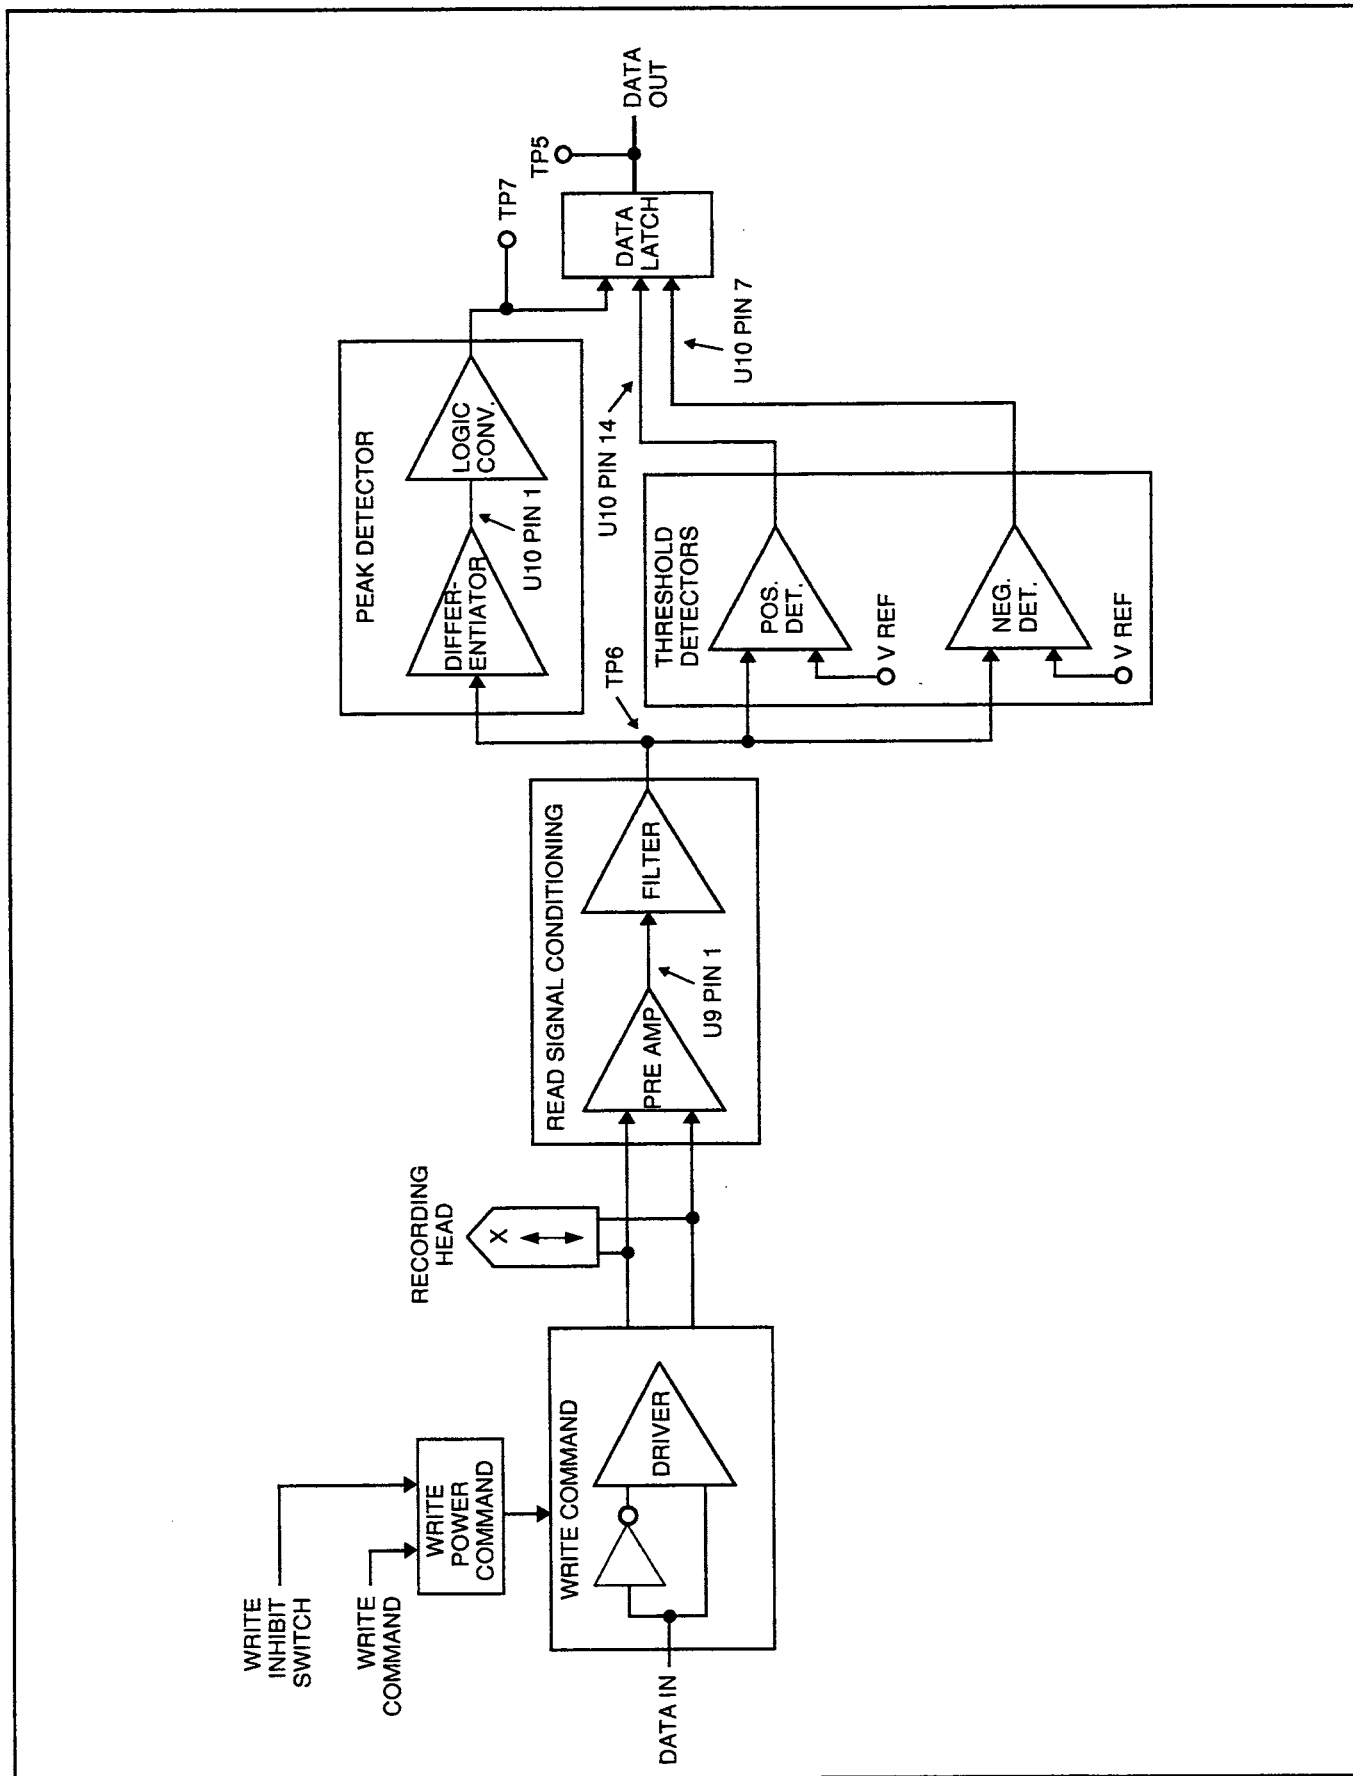 WRITE
INHIBIT
SWITCH
WRITE
COMMAND
WRITE
POWER
COMMAND
DATA IN
WRITE COMMAND
DRIVER
RECORDING
HEAD
X
READ SIGNAL CONDITIONING
PRE AMP
U9 PIN 1
FILTER
TP6
PEAK DETECTOR
DIFFER-
ENTIATOR
U10 PIN 1
LOGIC
CONV.
TP7
THRESHOLD
DETECTORS
POS.
DET.
V REF
NEG.
DET.
V REF
U10 PIN 14
U10 PIN 7
DATA
LATCH
TP5
DATA
OUT